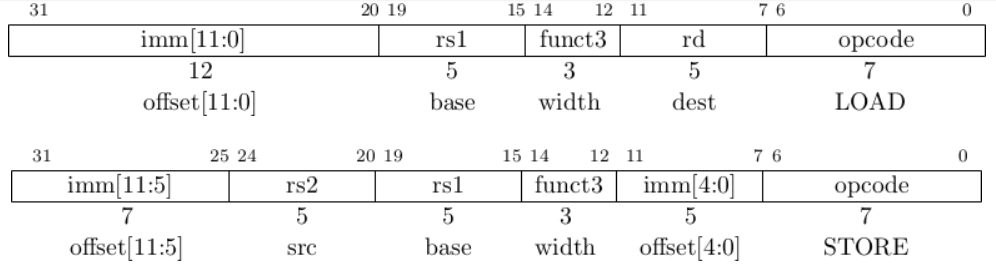 31 20 19 15 14 12 11 7 6 0
imm[11:0] rs1 funct3 rd opcode
12 5 3 5 7
offset[11:0] base width dest LOAD
31 25 24 20 19 15 14 12 11 7 6 0
imm[11:5] rs2 rs1 funct3 imm[4:0] opcode
7 5 5 3 5 7
offset[11:5] src base width offset[4:0] STORE